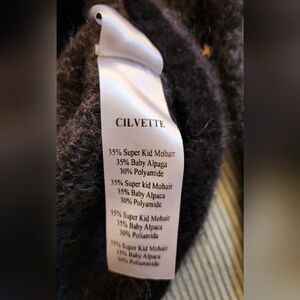 CILVETTE
35% Super Kid Mohair
35% Baby Alpaga
30% Polyamide
35% Super kid Mohair
35% Baby Alpaca
30% Polyamide
35% Super Kid Mohair
35% Baby Alpaca
30% Poliamida
35% Super Kid Mohair
35% Baby Alpaca
30% Polyamide